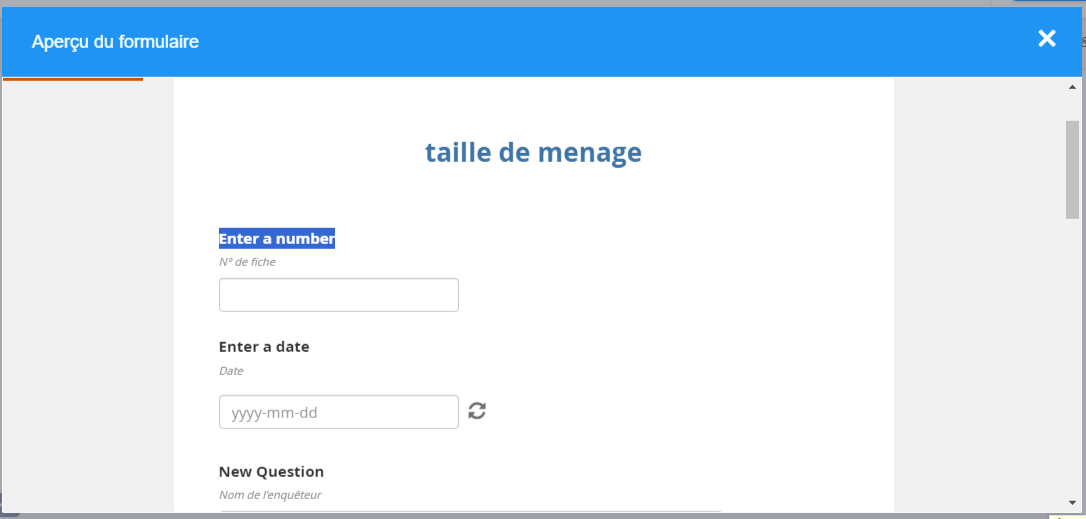 Aperçu du formulaire
taille de menage
Enter a number
N° de fiche
Enter a date
Date
yyyy-mm-dd
New Question
Nom de l'enquêteur